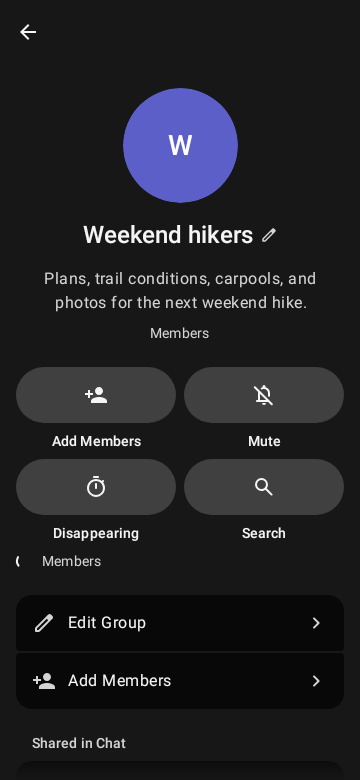 W
Weekend hikers
Plans, trail conditions, carpools, and
photos for the next weekend hike.
Members
Add Members
Mute
Disappearing
Search
Members
Edit Group
Add Members
Shared in Chat